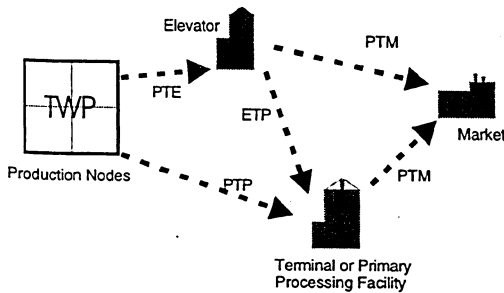 Elevator
PTM
TWP
PTE
ETP
Market
Production Nodes
PTP
PTM
Terminal or Primary
Processing Facility